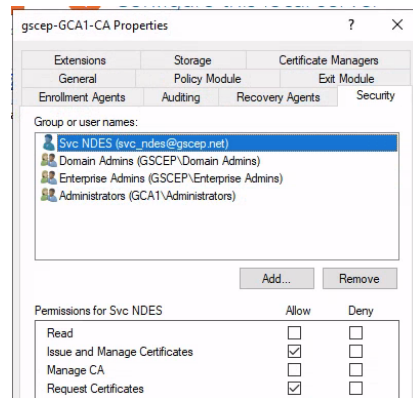 gscep-GCA1-CA Properties ? ×
Extensions Storage Certificate Managers
General Policy Module Exit Module
Enrollment Agents Auditing Recovery Agents Security
Group or user names:
Svc NDES (svc_ndes@gscep.net)
Domain Admins (GSCEP\Domain Admins)
Enterprise Admins (GSCEP\Enterprise Admins)
Administrators (GCA1\Administrators)
Add... Remove
Permissions for Svc NDES Allow Deny
Read
Issue and Manage Certificates
Manage CA
Request Certificates